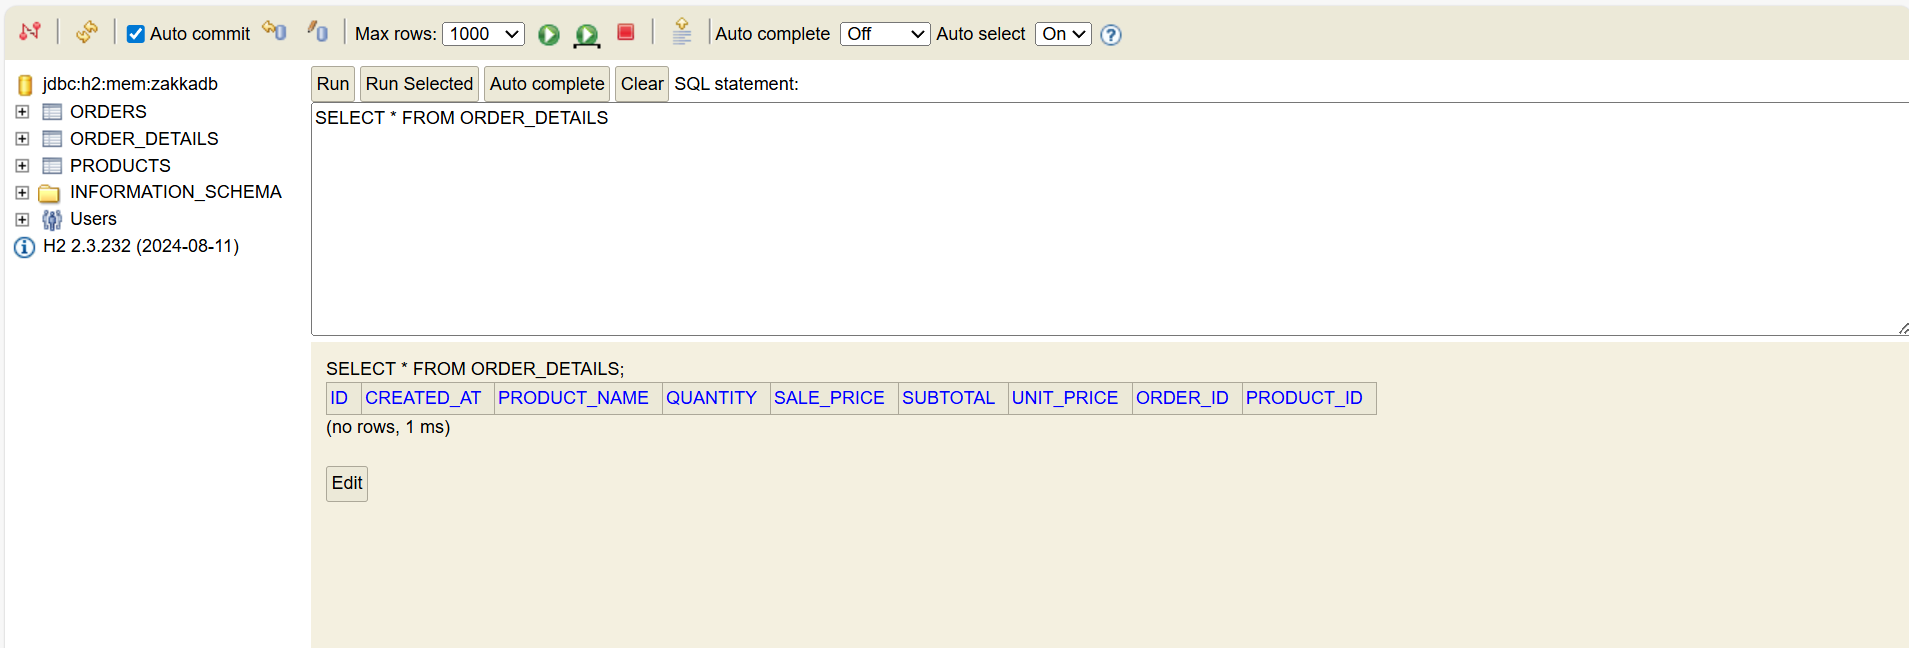 Auto commit Max rows: 1000 Auto complete Off Auto select On
jdbc:h2:mem:zakkadb
ORDERS
ORDER_DETAILS
PRODUCTS
INFORMATION_SCHEMA
Users
H2 2.3.232 (2024-08-11)
Run Run Selected Auto complete Clear SQL statement:
SELECT * FROM ORDER_DETAILS
SELECT * FROM ORDER_DETAILS;
ID CREATED_AT PRODUCT_NAME QUANTITY SALE_PRICE SUBTOTAL UNIT_PRICE ORDER_ID PRODUCT_ID
(no rows, 1 ms)
Edit